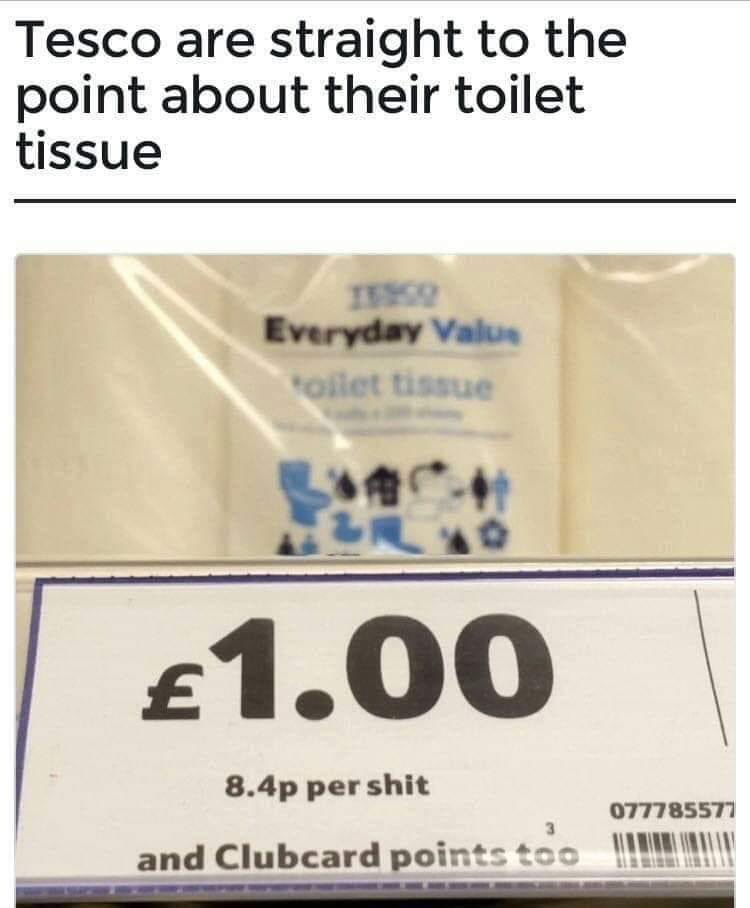 Tesco are straight to the
point about their toilet
tissue
TESCO
Everyday Value
toilet tissue
£1.00
8.4p per shit
077785577
3
and Clubcard points too